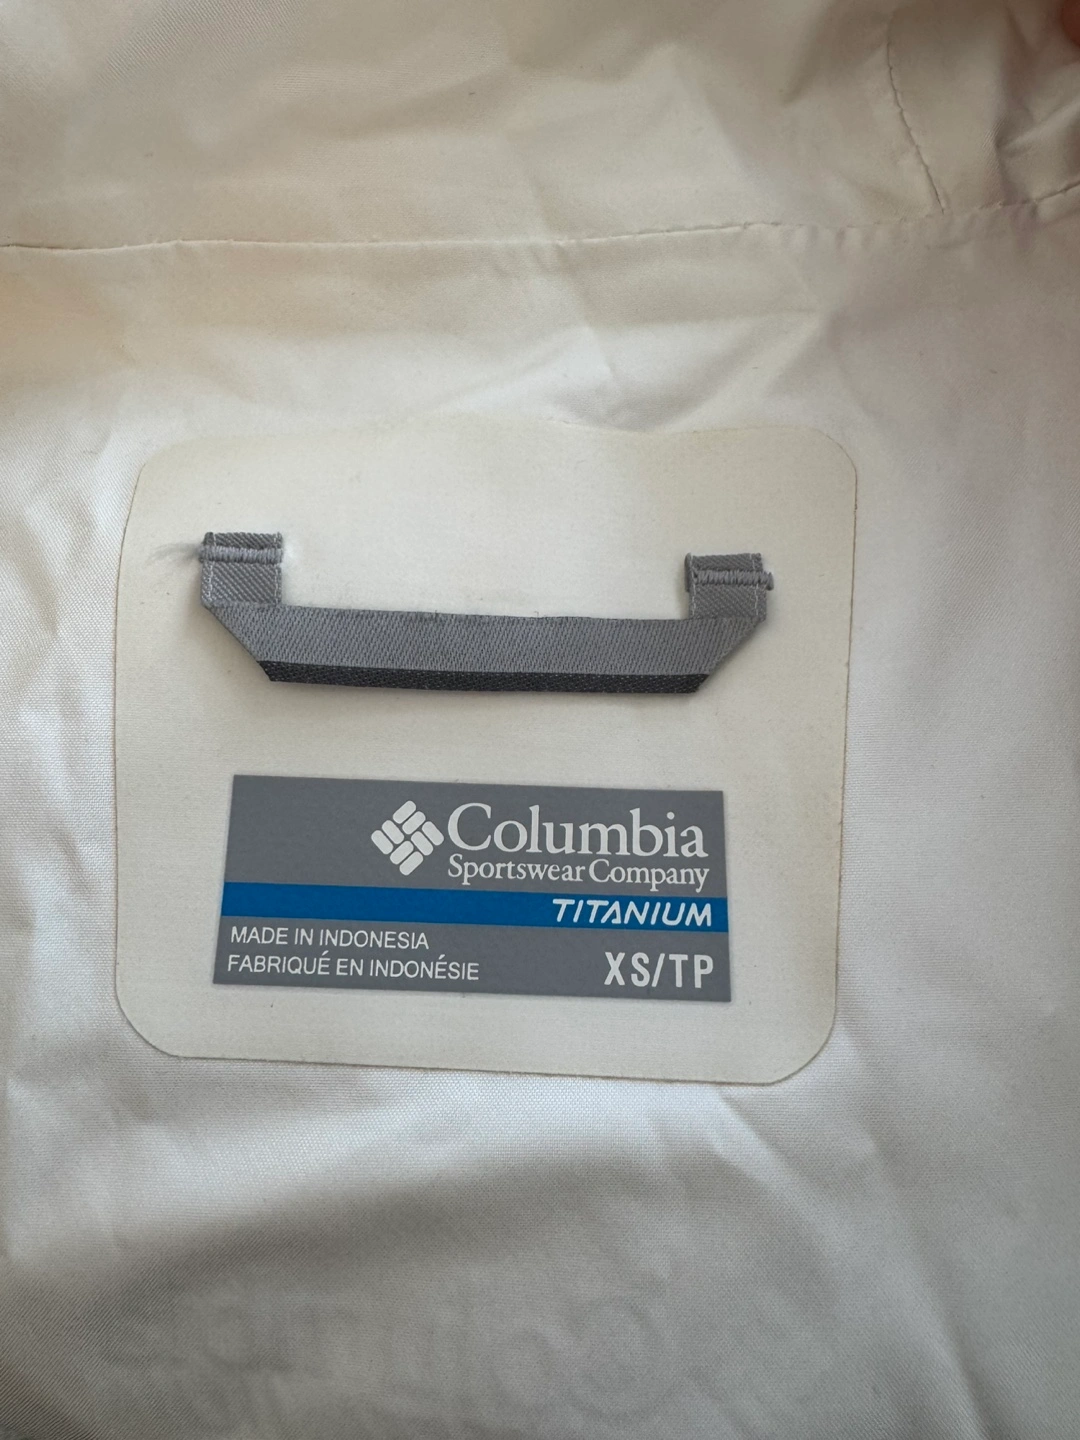 Columbia
Sportswear Company
TITANIUM
MADE IN INDONESIA
FABRIQUÉ EN INDONÉSIE
XS/TP